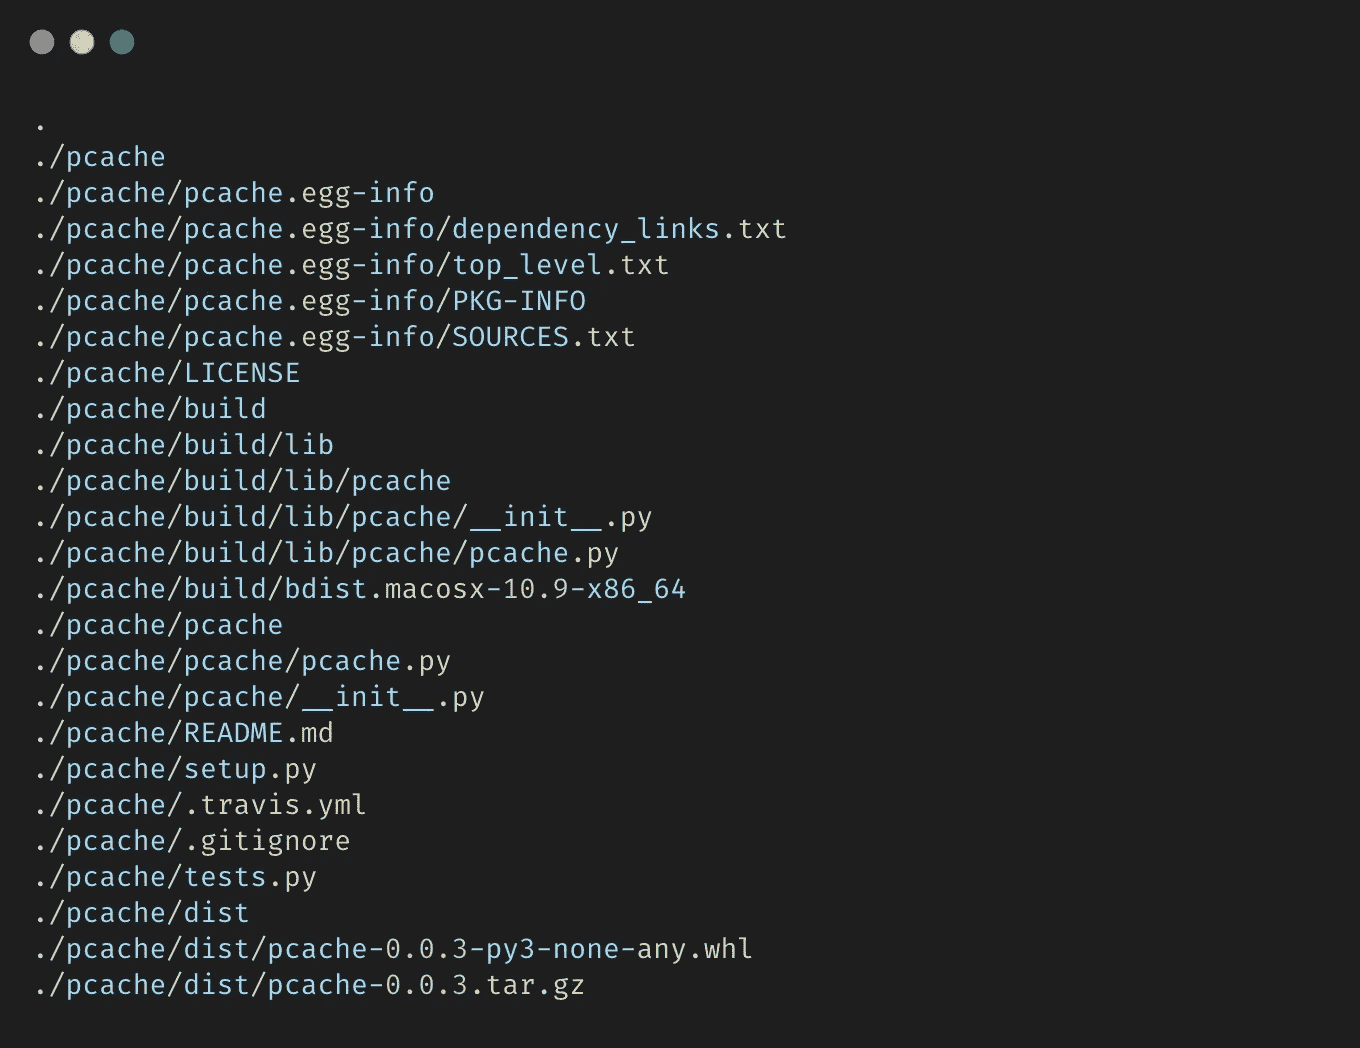 .
./pcache
./pcache/pcache.egg-info
./pcache/pcache.egg-info/dependency_links.txt
./pcache/pcache.egg-info/top_level.txt
./pcache/pcache.egg-info/PKG-INFO
./pcache/pcache.egg-info/SOURCES.txt
./pcache/LICENSE
./pcache/build
./pcache/build/lib
./pcache/build/lib/pcache
./pcache/build/lib/pcache/__init__.py
./pcache/build/lib/pcache/pcache.py
./pcache/build/bdist.macosx-10.9-x86_64
./pcache/pcache
./pcache/pcache/pcache.py
./pcache/pcache/__init__.py
./pcache/README.md
./pcache/setup.py
./pcache/.travis.yml
./pcache/.gitignore
./pcache/tests.py
./pcache/dist
./pcache/dist/pcache-0.0.3-py3-none-any.whl
./pcache/dist/pcache-0.0.3.tar.gz